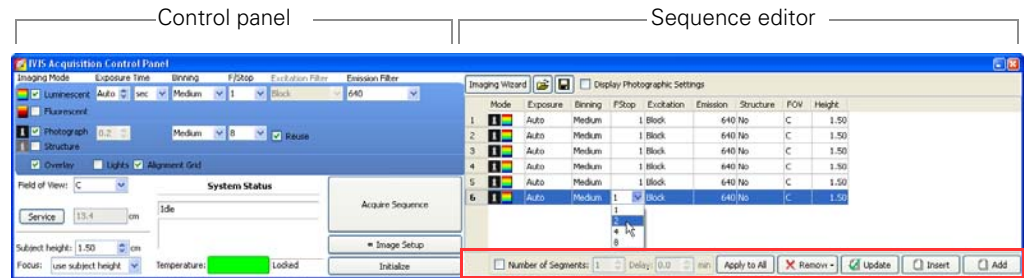 Control panel Sequence editor
IVIS Acquisition Control Panel
Imaging Mode Exposure Time Binning F/Stop Excitation Filter Emission Filter
Luminescent Auto sec Medium 1 Block 640
Fluorescent
Photograph 0.2 Medium 8 Reuse
Structure
Overlay Lights Alignment Grid
Field of View: C System Status
Idle
Service 13.4 cm
Acquire Sequence
Subject height: 1.50 cm
Image Setup
Focus: use subject height Temperature: Locked Initialize
Imaging Wizard Display Photographic Settings
Mode Exposure Binning FStop Excitation Emission Structure FOV Height
1 Auto Medium 1 Block 640 No C 1.50
2 Auto Medium 1 Block 640 No C 1.50
3 Auto Medium 1 Block 640 No C 1.50
4 Auto Medium 1 Block 640 No C 1.50
5 Auto Medium 1 Block 640 No C 1.50
6 Auto Medium 1 Block 640 No C 1.50
1
2
4
8
Number of Segments: 1 Delay: 0.0 min Apply to All Remov Update Insert Add